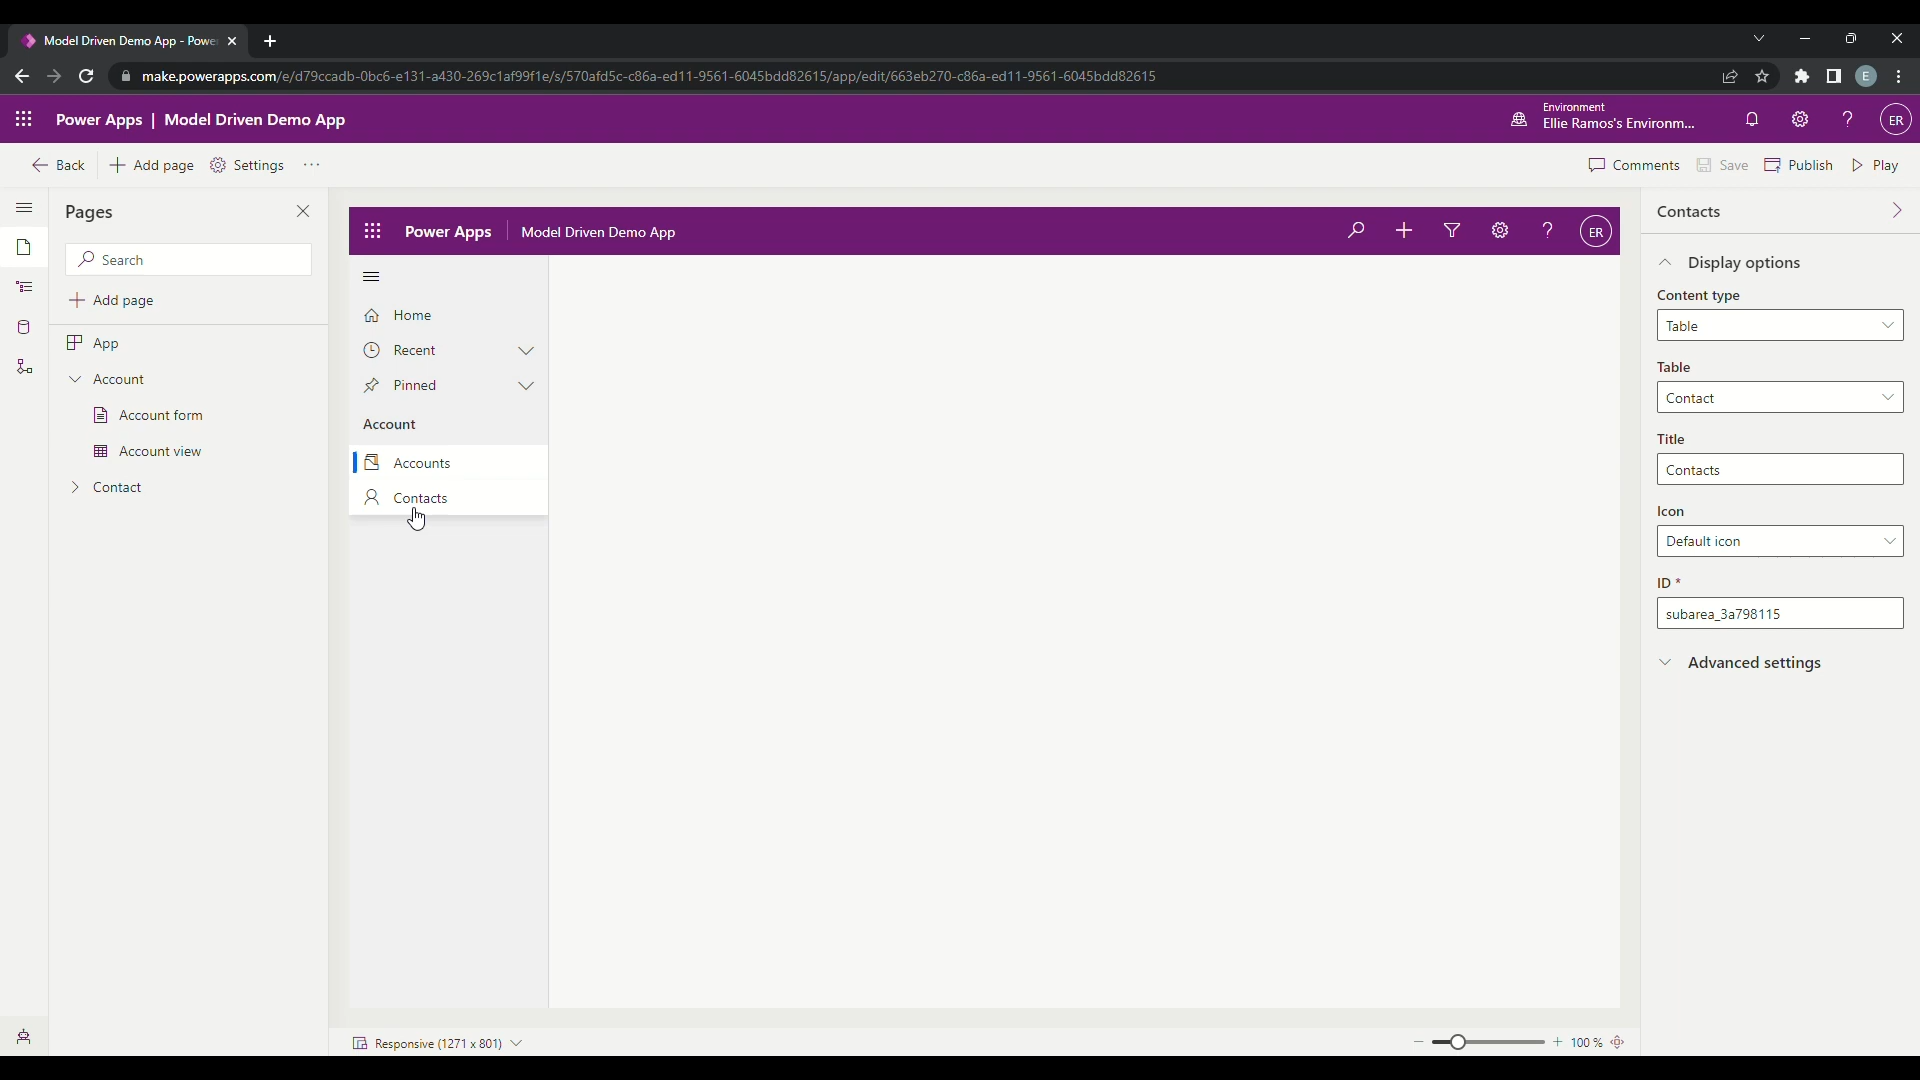 Model Driven Demo App - Powe
make.powerapps.com/e/d79ccadb-0bc6-e131-a430-269c1af99f1e/s/570afd5c-c86a-ed11-9561-6045bdd82615/app/edit/663eb270-c86a-ed11-9561-6045bdd82615
E
Power Apps | Model Driven Demo App
Environment
Ellie Ramos's Environm...
ER
Back
Add page
Settings
Comments
Save
Publish
Play
Pages
Search
Add page
App
Account
Account form
Account view
Contact
Power Apps
Model Driven Demo App
ER
Home
Recent
Pinned
Account
Accounts
Contacts
Responsive (1271 x 801)
100 %
Contacts
Display options
Content type
Table
Table
Contact
Title
Contacts
Icon
Default icon
ID *
subarea_3a798115
Advanced settings